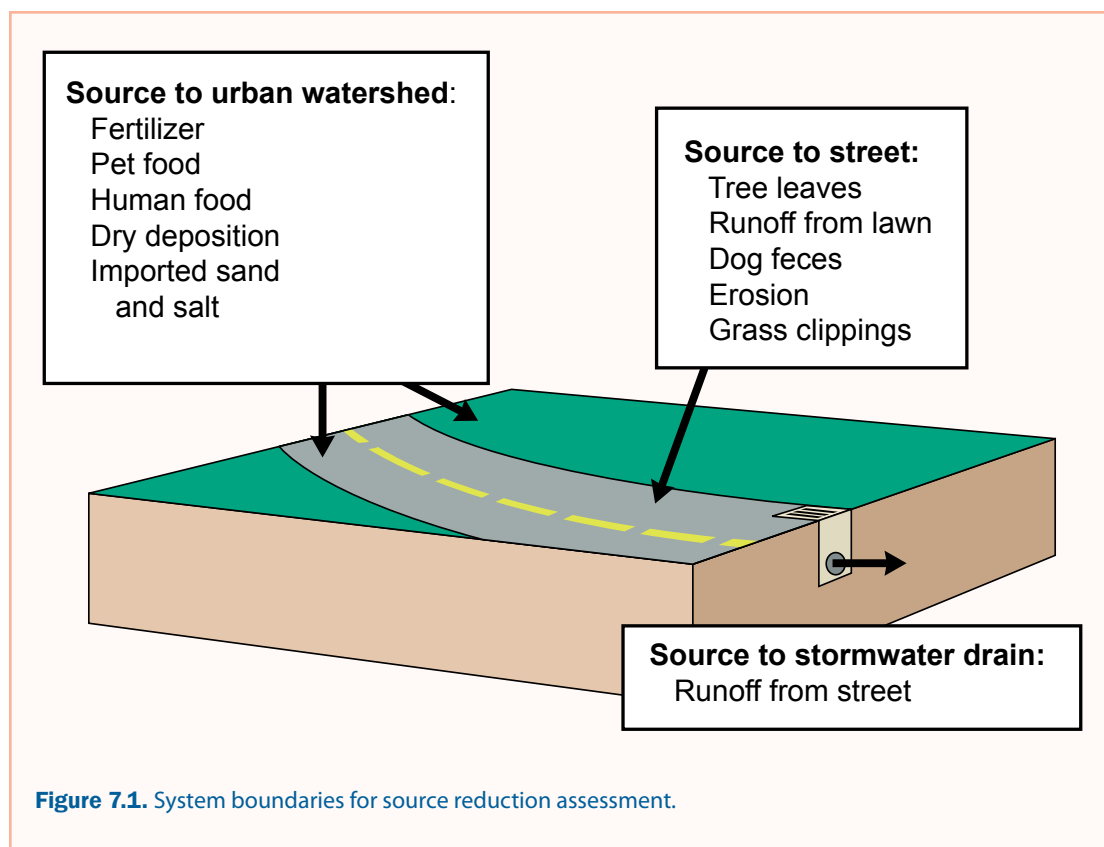 Source to urban watershed:
Fertilizer
Pet food
Human food
Dry deposition
Imported sand
and salt
Source to street:
Tree leaves
Runoff from lawn
Dog feces
Erosion
Grass clippings
Source to stormwater drain:
Runoff from street
Figure 7.1. System boundaries for source reduction assessment.